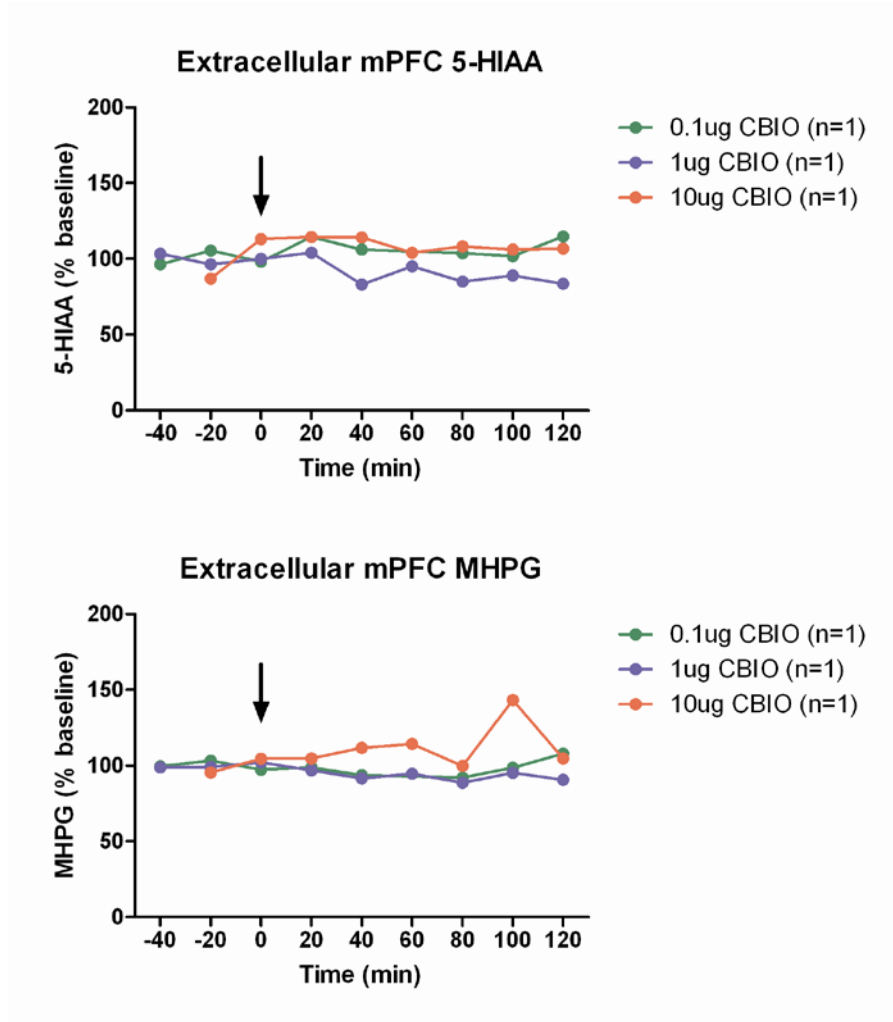 Extracellular mPFC 5-HIAA
200
150
100
50
0
5-HIAA (% baseline)
-40 -20 0 20 40 60 80 100 120
Time (min)
0.1ug CBIO (n=1)
1ug CBIO (n=1)
10ug CBIO (n=1)
Extracellular mPFC MHPG
200
150
100
50
0
MHPG (% baseline)
-40 -20 0 20 40 60 80 100 120
Time (min)
0.1ug CBIO (n=1)
1ug CBIO (n=1)
10ug CBIO (n=1)